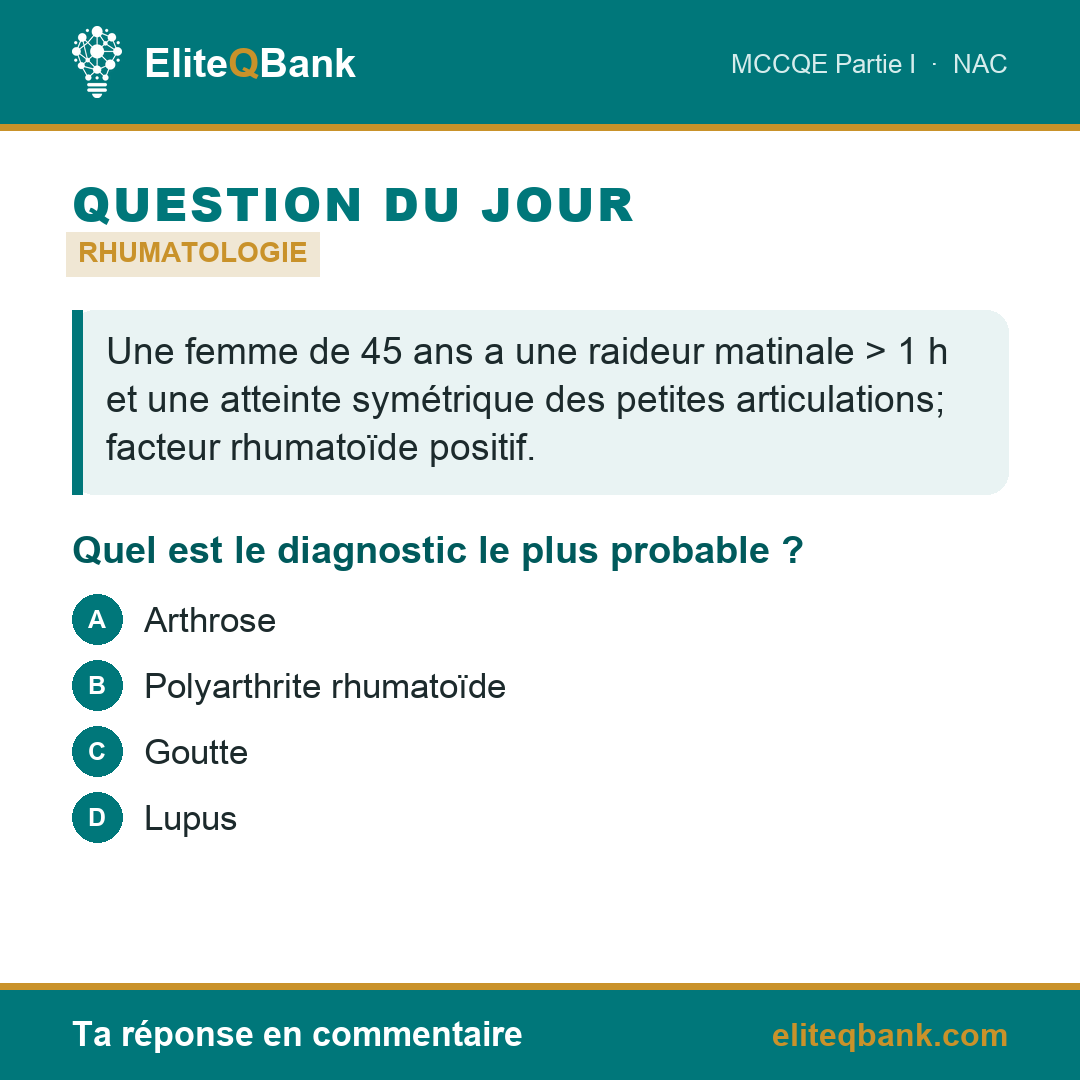 EliteQBank
MCCQE Partie I · NAC
QUESTION DU JOUR
RHUMATOLOGIE
Une femme de 45 ans a une raideur matinale > 1 h
et une atteinte symétrique des petites articulations;
facteur rhumatoïde positif.
Quel est le diagnostic le plus probable ?
A Arthrose
B Polyarthrite rhumatoïde
C Goutte
D Lupus
Ta réponse en commentaire
eliteqbank.com